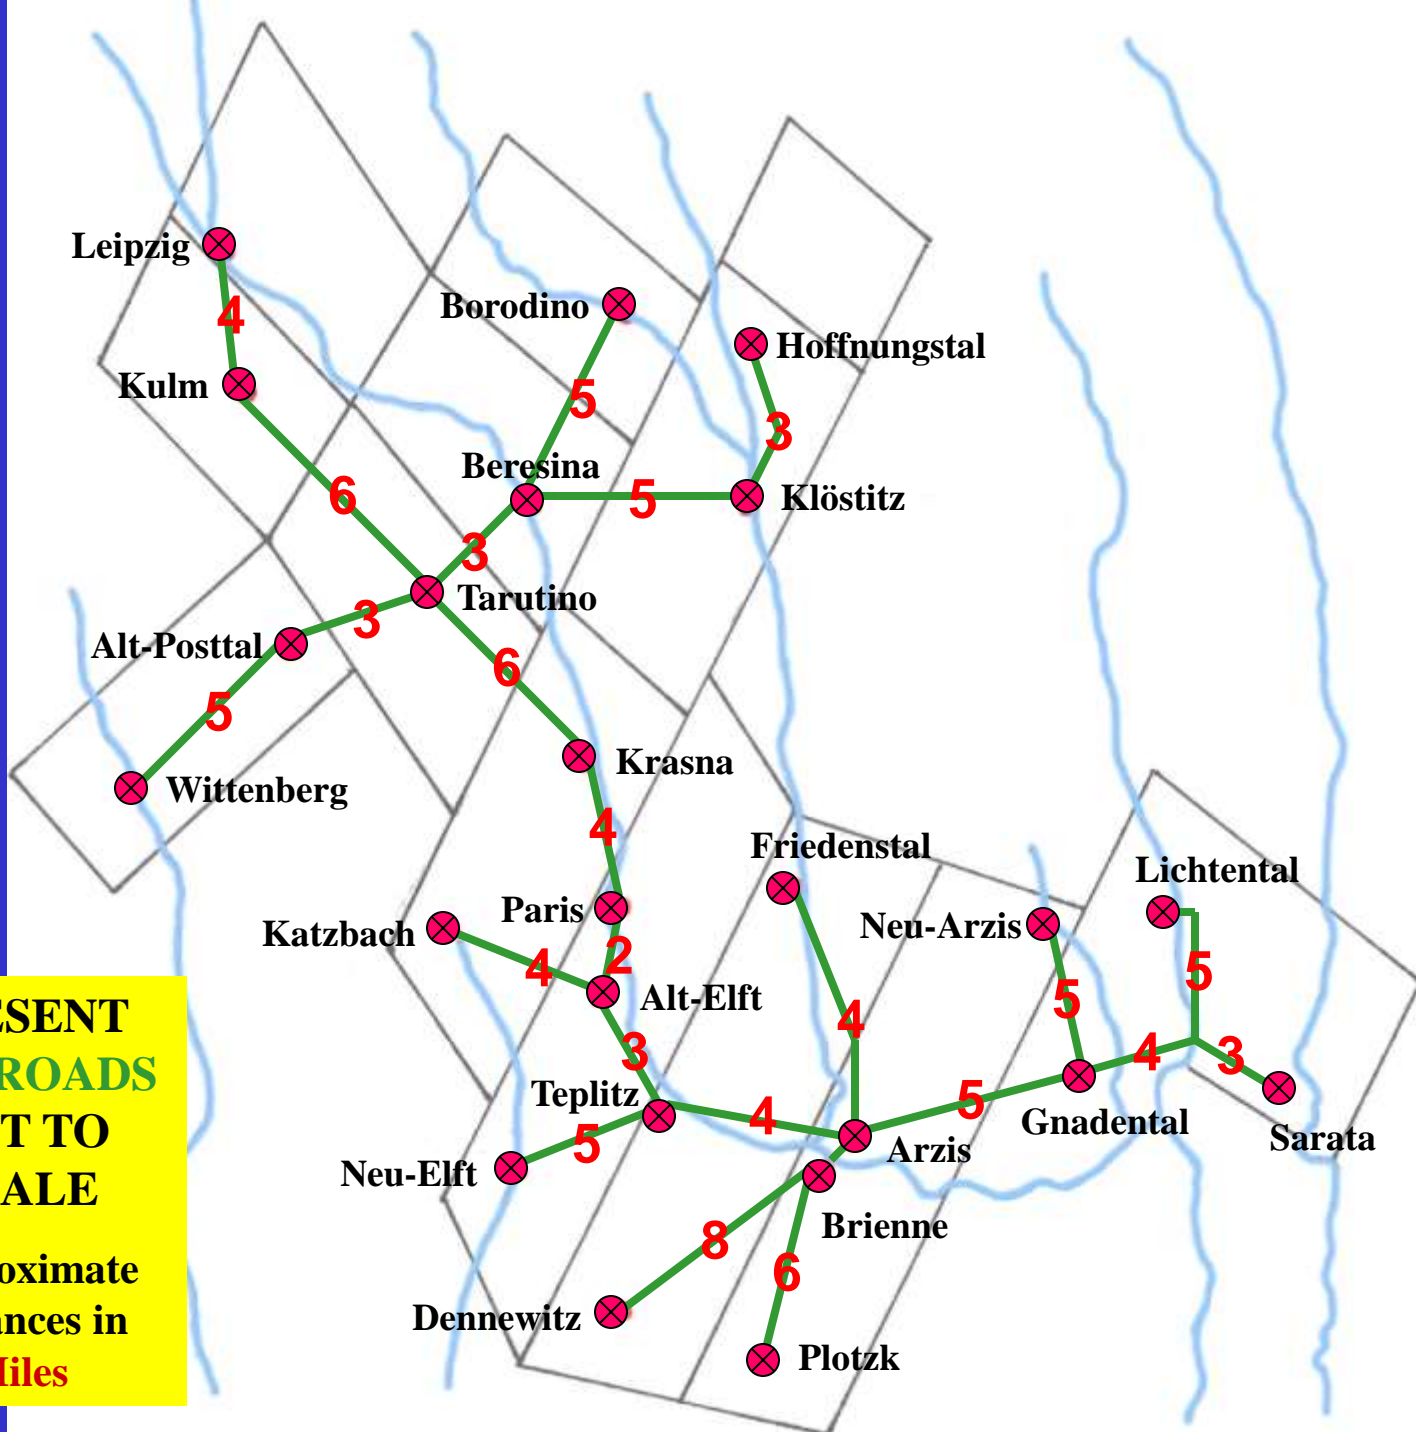 Leipzig
4
Kulm
Borodino
Hoffnungstal
5
3
Beresina
6
5
Klöstitz
3
Tarutino
3
Alt-Posttal
6
5
Krasna
Wittenberg
4
Friedenstal
Lichtental
Paris
Neu-Arzis
Katzbach
2
4
5
Alt-Elft
5
4
3
4
3
Teplitz
4
5
Gnadental
Sarata
5
Arzis
Neu-Elft
Brienne
8
6
Dennewitz
Plotzk
ESENT
ROADS
T TO
ALE
oximate
ances in
Miles